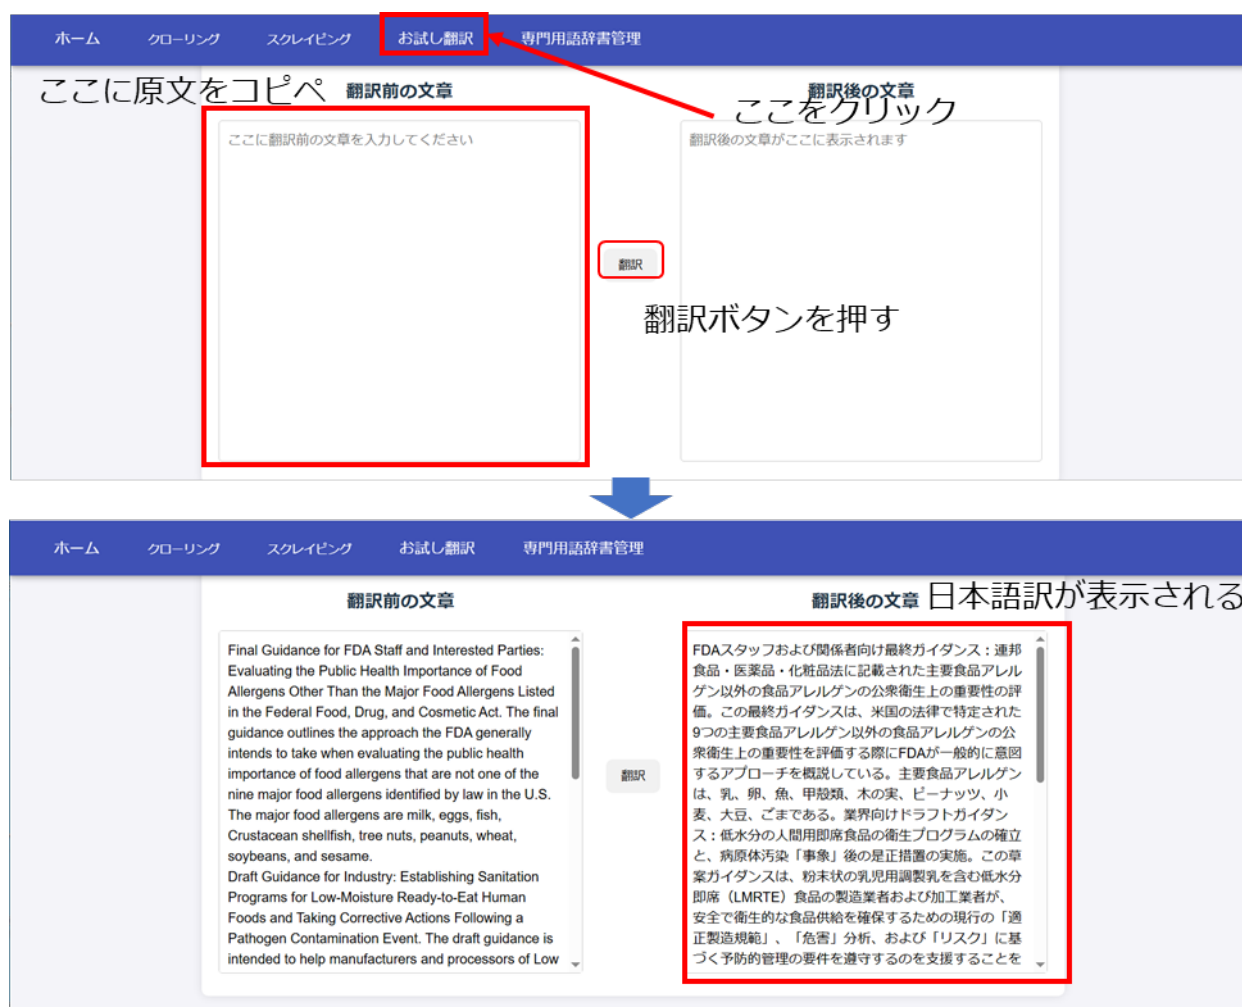 ホーム クローリング スクレイピング お試し翻訳 専門用語辞書管理
ここに原文をコピペ 翻訳前の文章 翻訳後の文章
ここをクリック
ここに翻訳前の文章を入力してください 翻訳後の文章がここに表示されます
翻訳
翻訳ボタンを押す
ホーム クローリング スクレイピング お試し翻訳 専門用語辞書管理
翻訳前の文章 翻訳後の文章 日本語訳が表示される
Final Guidance for FDA Staff and Interested Parties:
Evaluating the Public Health Importance of Food
Allergens Other Than the Major Food Allergens Listed
in the Federal Food, Drug, and Cosmetic Act. The final
guidance outlines the approach the FDA generally
intends to take when evaluating the public health
importance of food allergens that are not one of the
nine major food allergens identified by law in the U.S.
The major food allergens are milk, eggs, fish,
Crustacean shellfish, tree nuts, peanuts, wheat,
soybeans, and sesame.
Draft Guidance for Industry: Establishing Sanitation
Programs for Low-Moisture Ready-to-Eat Human
Foods and Taking Corrective Actions Following a
Pathogen Contamination Event. The draft guidance is
intended to help manufacturers and processors of Low
翻訳
FDAスタッフおよび関係者向け最終ガイダンス：連邦
食品・医薬品・化粧品法に記載された主要食品アレル
ゲン以外の食品アレルゲンの公衆衛生上の重要性の評
価。この最終ガイダンスは、米国の法律で特定された
9つの主要食品アレルゲン以外の食品アレルゲンの公
衆衛生上の重要性を評価する際にFDAが一般的に意図
するアプローチを概説している。主要食品アレルゲン
は、乳、卵、魚、甲殻類、木の実、ピーナッツ、小
麦、大豆、ごまである。業界向けドラフトガイダン
ス：低水分の人間用即席食品の衛生プログラムの確立
と、病原体汚染「事象」後の是正措置の実施。この草
案ガイダンスは、粉末状の乳児用調製乳を含む低水分
即席（LMRTE）食品の製造業者および加工業者が、
安全で衛生的な食品供給を確保するための現行の「適
正製造規範」、「危害」分析、および「リスク」に基
づく予防的管理の要件を遵守するのを支援することを